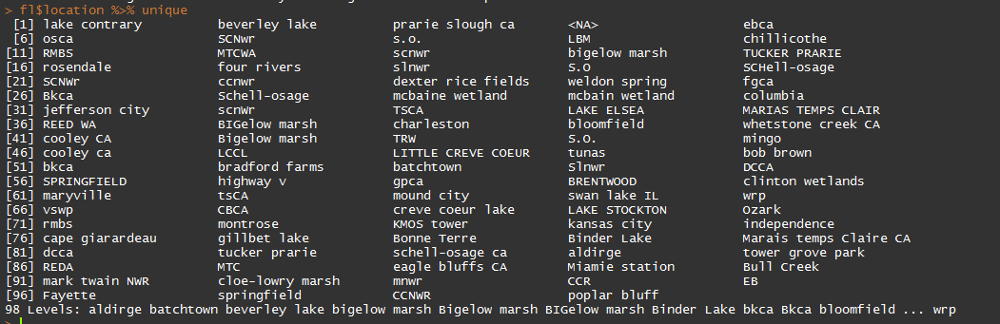 > fl$location %>% unique
[1] lake contrary beverley lake prarie slough ca <NA> ebca
[6] osca SCNwr s.o. LBM chillicothe
[11] RMBS MTCWA scnwr bigelow marsh TUCKER PRARIE
[16] rosendale four rivers slnwr S.O SCHell-osage
[21] SCNWr ccnwr dexter rice fields weldon spring fgca
[26] Bkca Schell-osage mcbaine wetland mcbain wetland columbia
[31] jefferson city scnWr TSCA LAKE ELSEA MARIAS TEMPS CLAIR
[36] REED WA BIGelow marsh charleston bloomfield whetstone creek CA
[41] cooley CA Bigelow marsh TRW S.O. mingo
[46] cooley ca LCCL LITTLE CREVE COEUR tunas bob brown
[51] bkca bradford farms batchtown Slnwr DCCA
[56] SPRINGFIELD highway v gpca BRENTWOOD clinton wetlands
[61] maryville tsCA mound city swan lake IL wrp
[66] vswp CBCA creve coeur lake LAKE STOCKTON Ozark
[71] rmbs montrose KMOS tower kansas city independence
[76] cape giarardeau gillbet lake Bonne Terre Binder Lake Marais temps Claire CA
[81] dcca tucker prarie schell-osage ca aldirge tower grove park
[86] REDA MTC eagle bluffs CA Miamie station Bull Creek
[91] mark twain NWR cloe-lowry marsh mnwr CCR EB
[96] Fayette springfield CCNWR poplar bluff
98 Levels: aldirge batchtown beverley lake bigelow marsh Bigelow marsh BIGelow marsh Binder Lake bkca Bkca bloomfield ... wrp
>